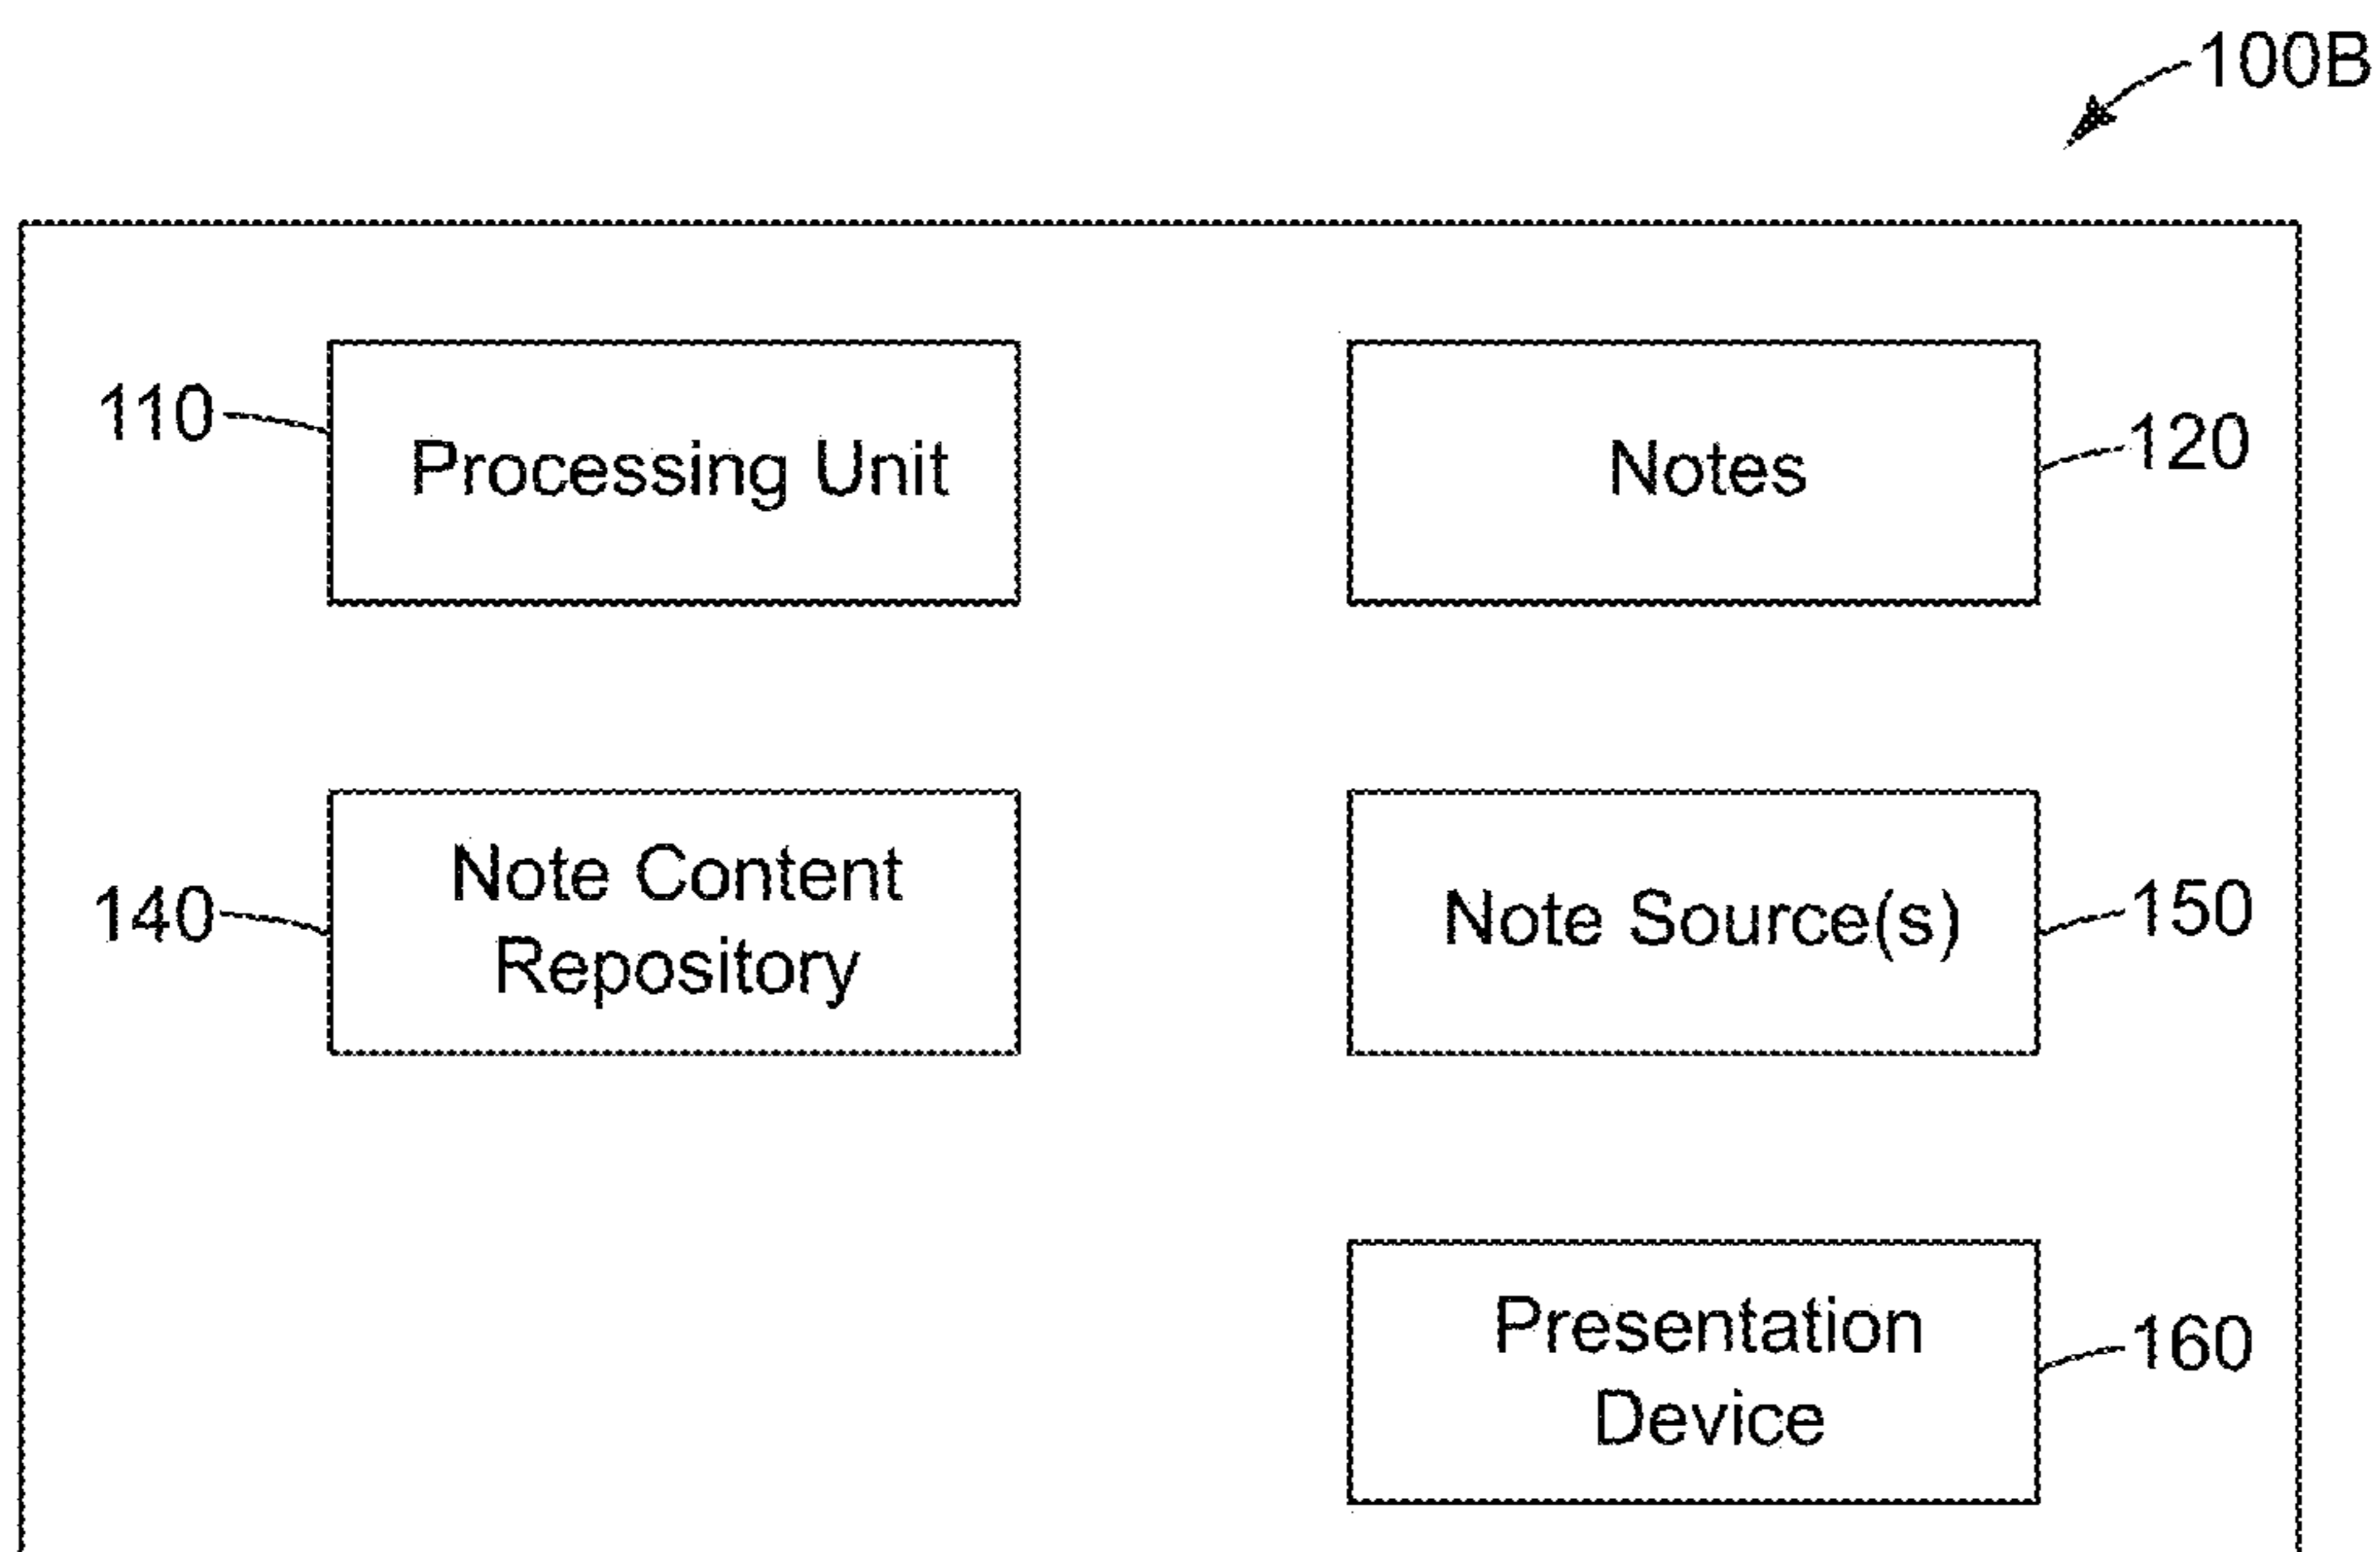 100B
110
Processing Unit
Notes
120
140
Note Content
Repository
Note Source(s)
150
Presentation
Device
160